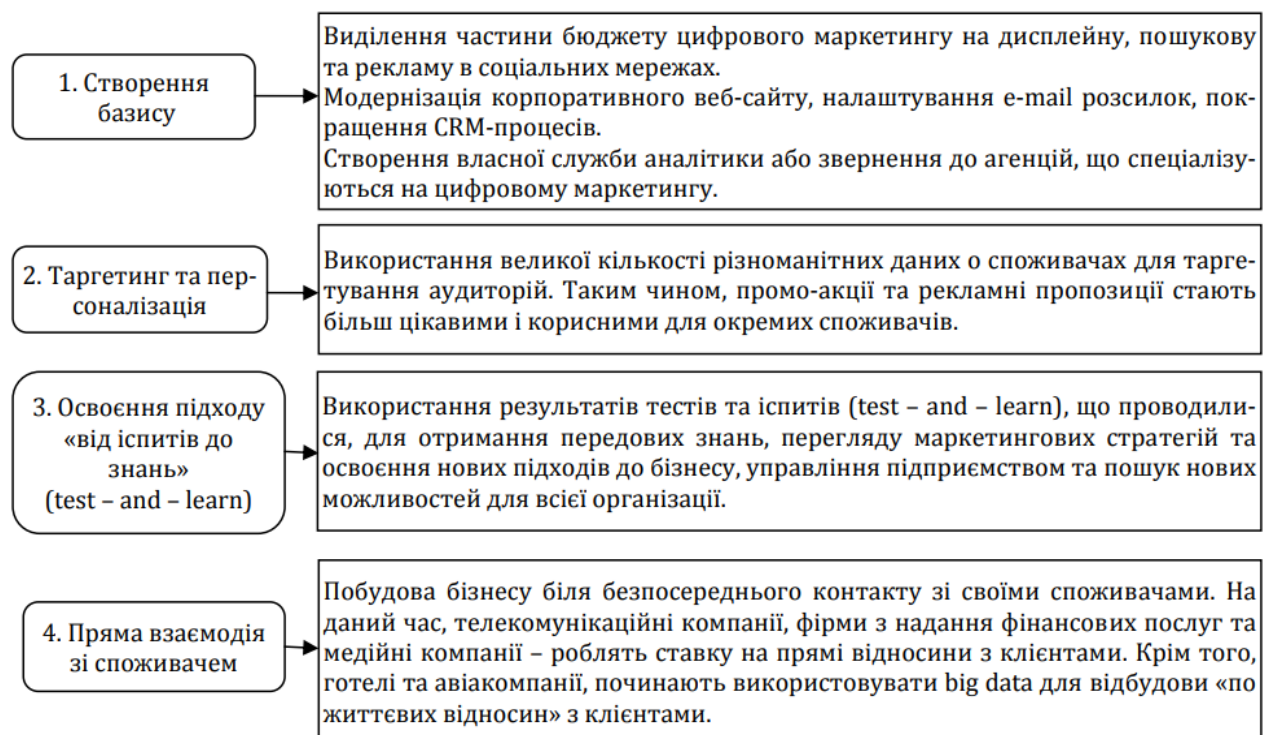 1. Створення
базису
Виділення частини бюджету цифрового маркетингу на дисплейну, пошукову
та рекламу в соціальних мережах.
Модернізація корпоративного веб-сайту, налаштування e-mail розсилок, пок-
ращення CRM-процесів.
Створення власної служби аналітики або звернення до агенцій, що спеціалізу-
ються на цифровому маркетингу.
2. Таргетинг та пер-
соналізація
Використання великої кількості різноманітних даних о споживачах для тарге-
тування аудиторій. Таким чином, промо-акції та рекламні пропозиції стають
більш цікавими і корисними для окремих споживачів.
3. Освоєння підходу
«від іспитів до
знань»
(test – and – learn)
Використання результатів тестів та іспитів (test – and – learn), що проводили-
ся, для отримання передових знань, перегляду маркетингових стратегій та
освоєння нових підходів до бізнесу, управління підприємством та пошук нових
можливостей для всієї організації.
4. Пряма взаємодія
зі споживачем
Побудова бізнесу біля безпосереднього контакту зі своїми споживачами. На
даний час, телекомунікаційні компанії, фірми з надання фінансових послуг та
медійні компанії – роблять ставку на прямі відносини з клієнтами. Крім того,
готелі та авіакомпанії, починають використовувати big data для відбудови «по
життєвих відносин» з клієнтами.